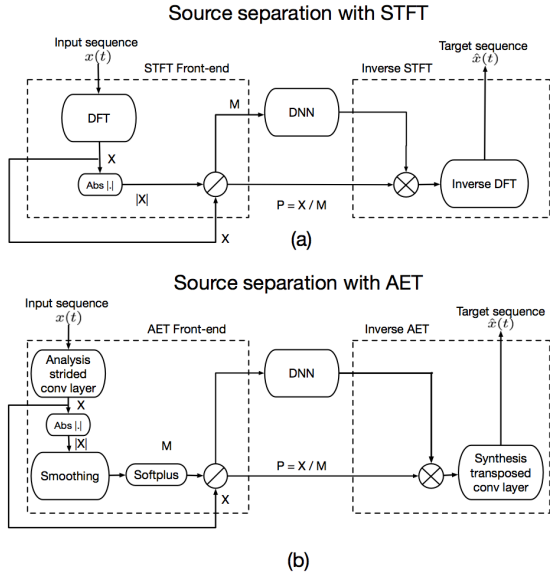 Source separation with STFT
Input sequence
x(t)
Target sequence
x̂(t)
STFT Front-end
Inverse STFT
M
DFT
DNN
X
Abs |.|
|X|
Inverse DFT
P = X / M
X
(a)
Source separation with AET
Input sequence
x(t)
Target sequence
x̂(t)
AET Front-end
Inverse AET
Analysis
strided
conv layer
DNN
X
Abs |.|
|X|
M
Smoothing
Softplus
P = X / M
Synthesis
transposed
conv layer
X
(b)